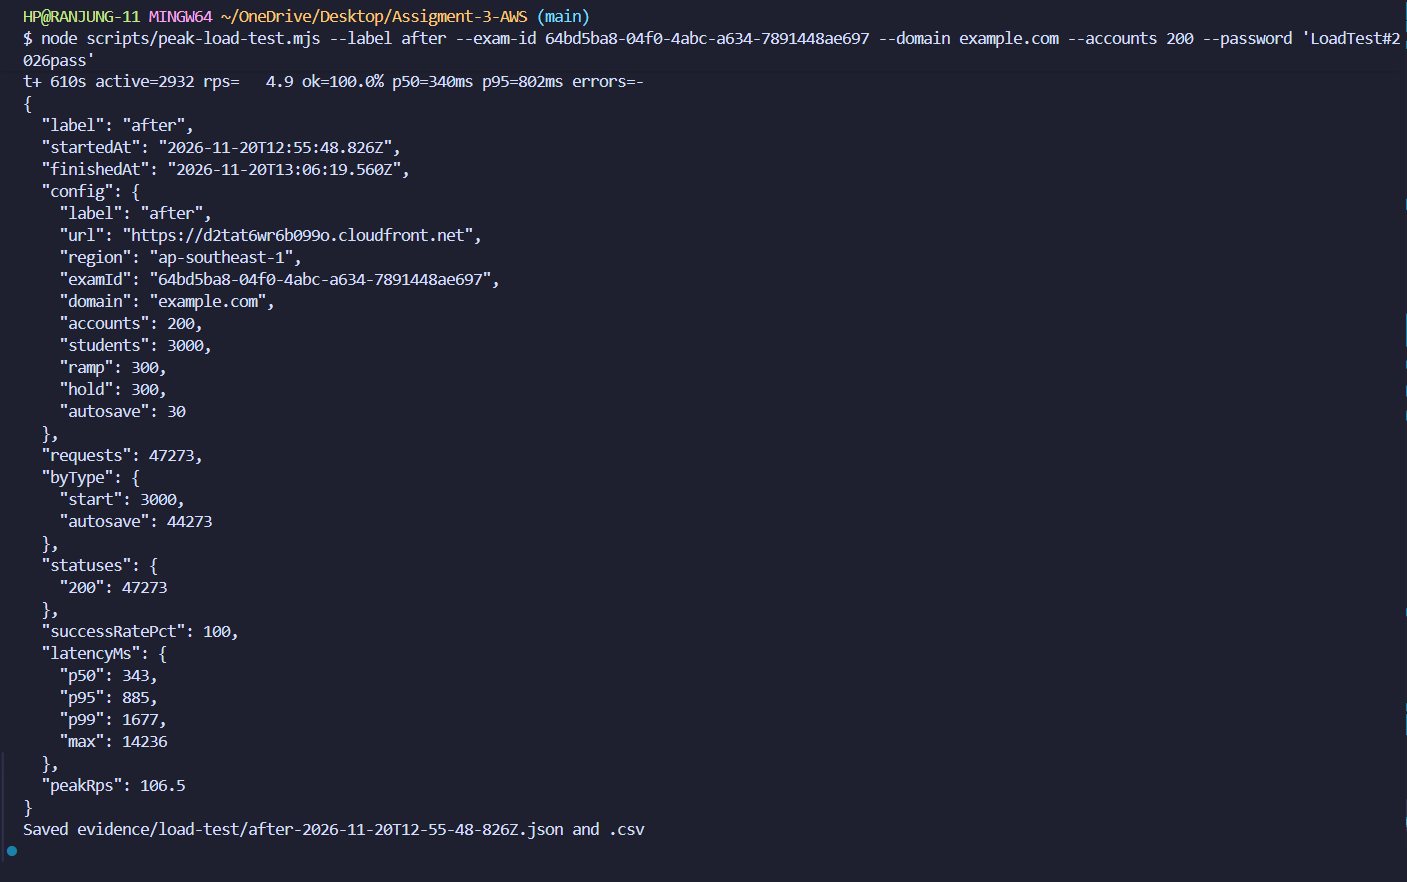 HP@RANJUNG-11 MINGW64 ~/OneDrive/Desktop/Assigment-3-AWS (main)
$ node scripts/peak-load-test.mjs --label after --exam-id 64bd5ba8-04f0-4abc-a634-7891448ae697 --domain example.com --accounts 200 --password 'LoadTest#2
026pass'
t+ 610s active=2932 rps=   4.9 ok=100.0% p50=340ms p95=802ms errors=-
{
  "label": "after",
  "startedAt": "2026-11-20T12:55:48.826Z",
  "finishedAt": "2026-11-20T13:06:19.560Z",
  "config": {
    "label": "after",
    "url": "https://d2tat6wr6b099o.cloudfront.net",
    "region": "ap-southeast-1",
    "examId": "64bd5ba8-04f0-4abc-a634-7891448ae697",
    "domain": "example.com",
    "accounts": 200,
    "students": 3000,
    "ramp": 300,
    "hold": 300,
    "autosave": 30
  },
  "requests": 47273,
  "byType": {
    "start": 3000,
    "autosave": 44273
  },
  "statuses": {
    "200": 47273
  },
  "successRatePct": 100,
  "latencyMs": {
    "p50": 343,
    "p95": 885,
    "p99": 1677,
    "max": 14236
  },
  "peakRps": 106.5
}
Saved evidence/load-test/after-2026-11-20T12-55-48-826Z.json and .csv